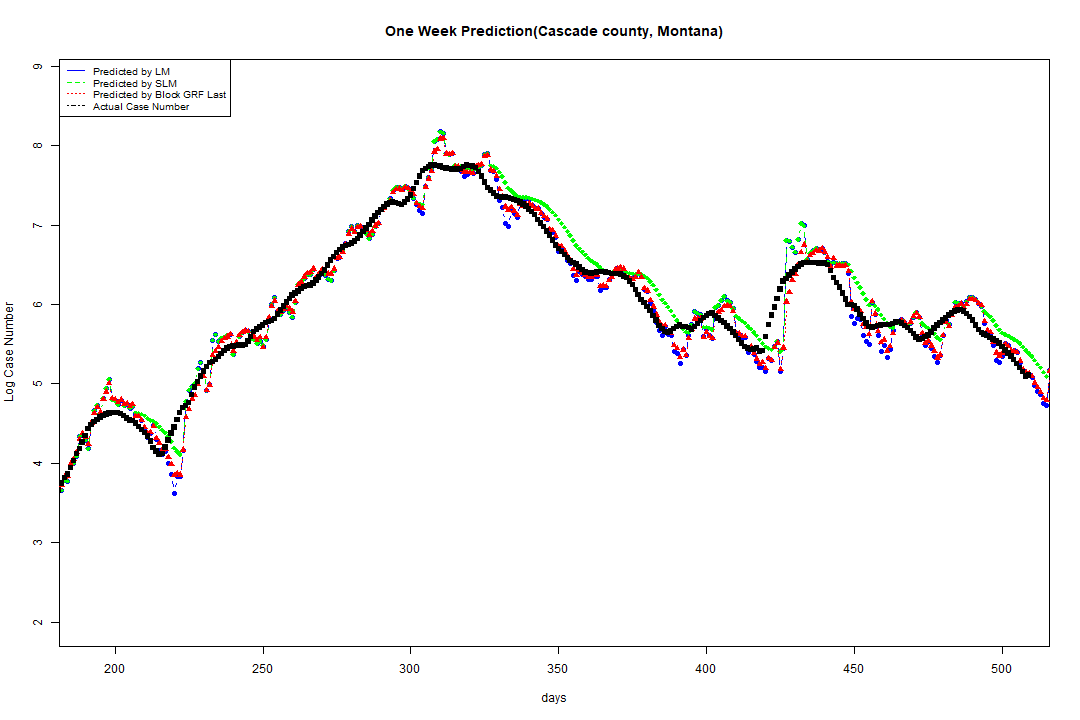 One Week Prediction(Cascade county, Montana)
Predicted by LM
Predicted by SLM
Predicted by Block GRF Last
Actual Case Number
Log Case Number
9
8
7
6
5
4
3
2
200 250 300 350 400 450 500
days